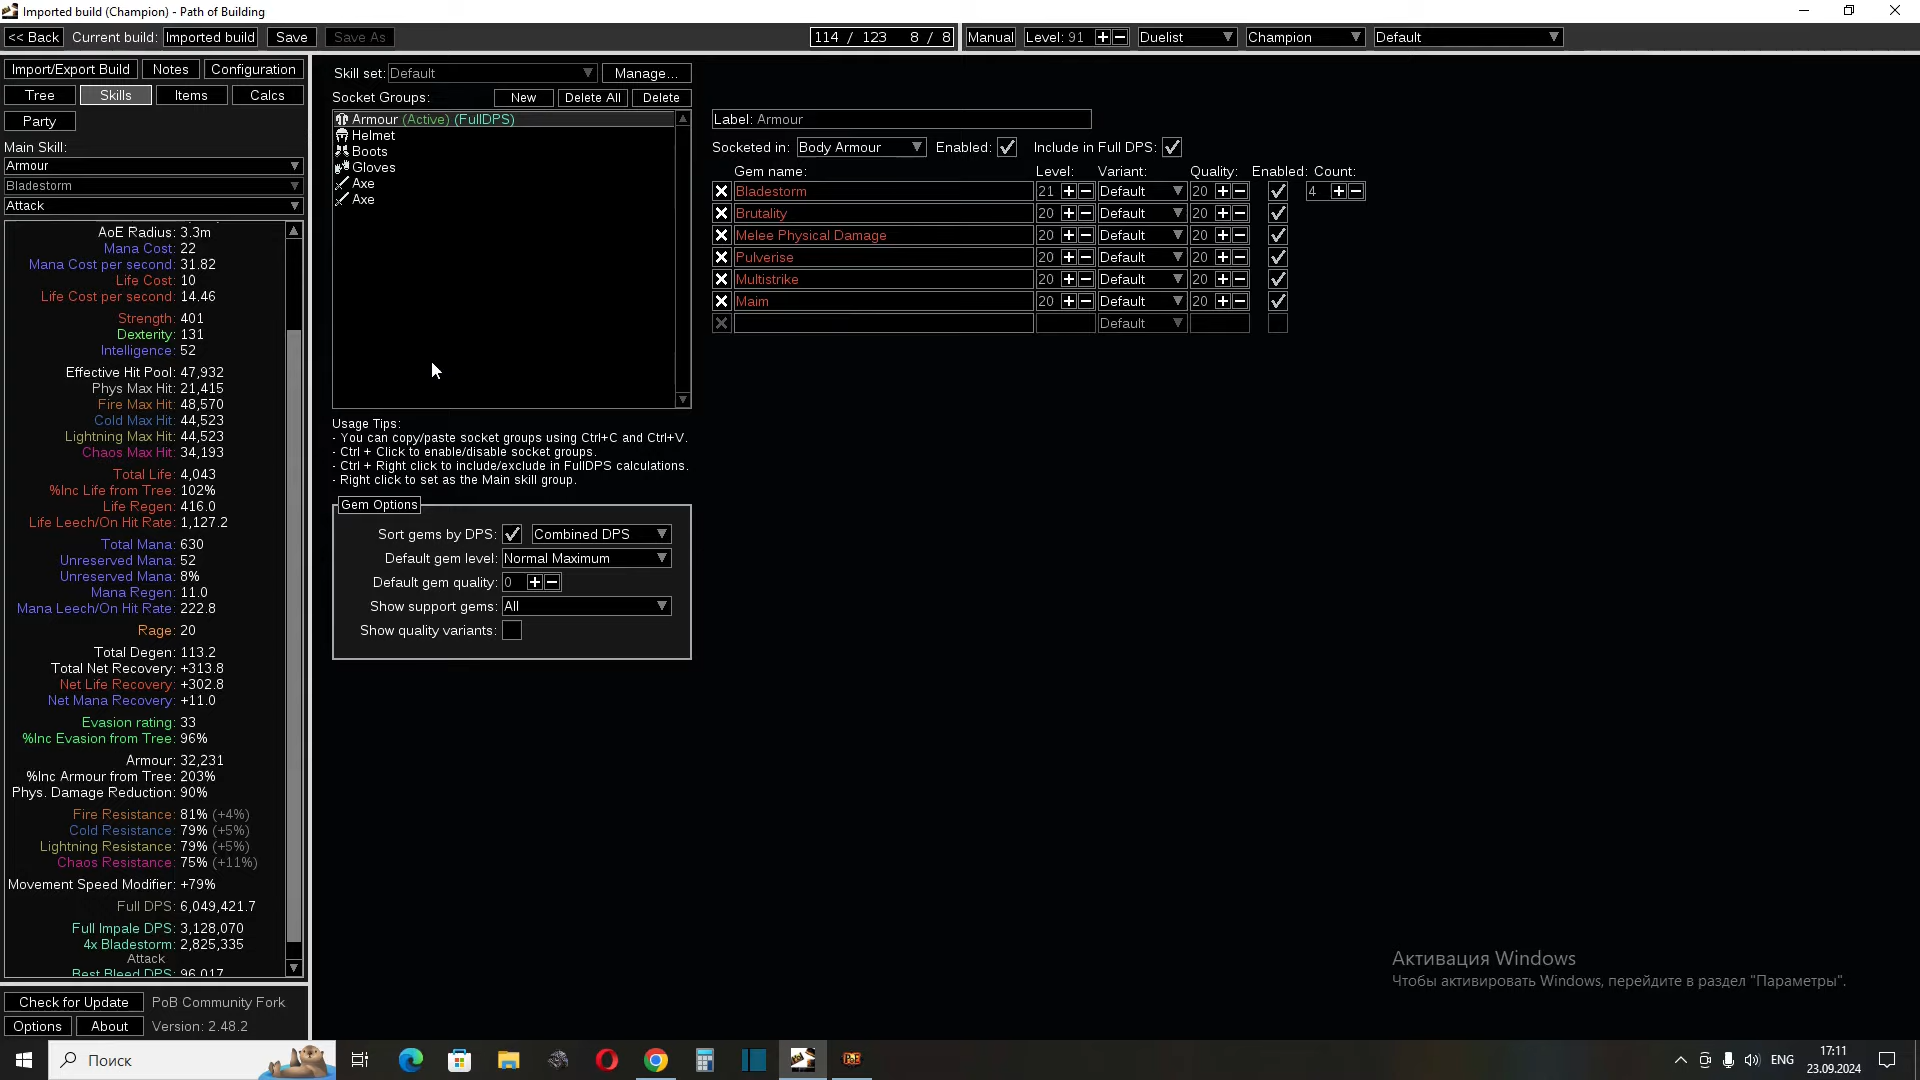 Imported build (Champion) - Path of Building
<< Back Current build: Imported build Save Save As 114 / 123 8 / 8 Manual Level: 91 Duelist Champion Default
Import/Export Build Notes Configuration
Tree Skills Items Calcs
Party
Main Skill:
Armour
Bladestorm
Attack
AoE Radius: 3.3m
Mana Cost: 22
Mana Cost per second: 31.82
Life Cost: 10
Life Cost per second: 14.46
Strength: 401
Dexterity: 131
Intelligence: 52
Effective Hit Pool: 47,932
Phys Max Hit: 21,415
Fire Max Hit: 48,570
Cold Max Hit: 44,523
Lightning Max Hit: 44,523
Chaos Max Hit: 34,193
Total Life: 4,043
%Inc Life from Tree: 102%
Life Regen: 416.0
Life Leech/On Hit Rate: 1,127.2
Total Mana: 630
Unreserved Mana: 52
Unreserved Mana: 8%
Mana Regen: 11.0
Mana Leech/On Hit Rate: 222.8
Rage: 20
Total Degen: 113.2
Total Net Recovery: +313.8
Net Life Recovery: +302.8
Net Mana Recovery: +11.0
Evasion rating: 33
%Inc Evasion from Tree: 96%
Armour: 32,231
%Inc Armour from Tree: 203%
Phys. Damage Reduction: 90%
Fire Resistance: 81% (+4%)
Cold Resistance: 79% (+5%)
Lightning Resistance: 79% (+5%)
Chaos Resistance: 75% (+11%)
Movement Speed Modifier: +79%
Full DPS: 6,049,421.7
Full Impale DPS: 3,128,070
4x Bladestorm: 2,825,335
Attack
Best Bleed DPS: 96,017
Check for Update PoB Community Fork
Options About Version: 2.48.2
Skill set: Default Manage...
Socket Groups: New Delete All Delete
Armour (Active) (FullDPS)
Helmet
Boots
Gloves
Axe
Axe
Usage Tips:
- You can copy/paste socket groups using Ctrl+C and Ctrl+V.
- Ctrl + Click to enable/disable socket groups.
- Ctrl + Right click to include/exclude in FullDPS calculations.
- Right click to set as the Main skill group.
Gem Options
Sort gems by DPS: Combined DPS
Default gem level: Normal Maximum
Default gem quality: 0
Show support gems: All
Show quality variants:
Label: Armour
Socketed in: Body Armour Enabled: Include in Full DPS:
Gem name: Level: Variant: Quality: Enabled: Count:
Bladestorm 21 Default 20 4
Brutality 20 Default 20
Melee Physical Damage 20 Default 20
Pulverise 20 Default 20
Multistrike 20 Default 20
Maim 20 Default 20
Default
Активация Windows
Чтобы активировать Windows, перейдите в раздел "Параметры".
Поиск
ENG
17:11
23.09.2024